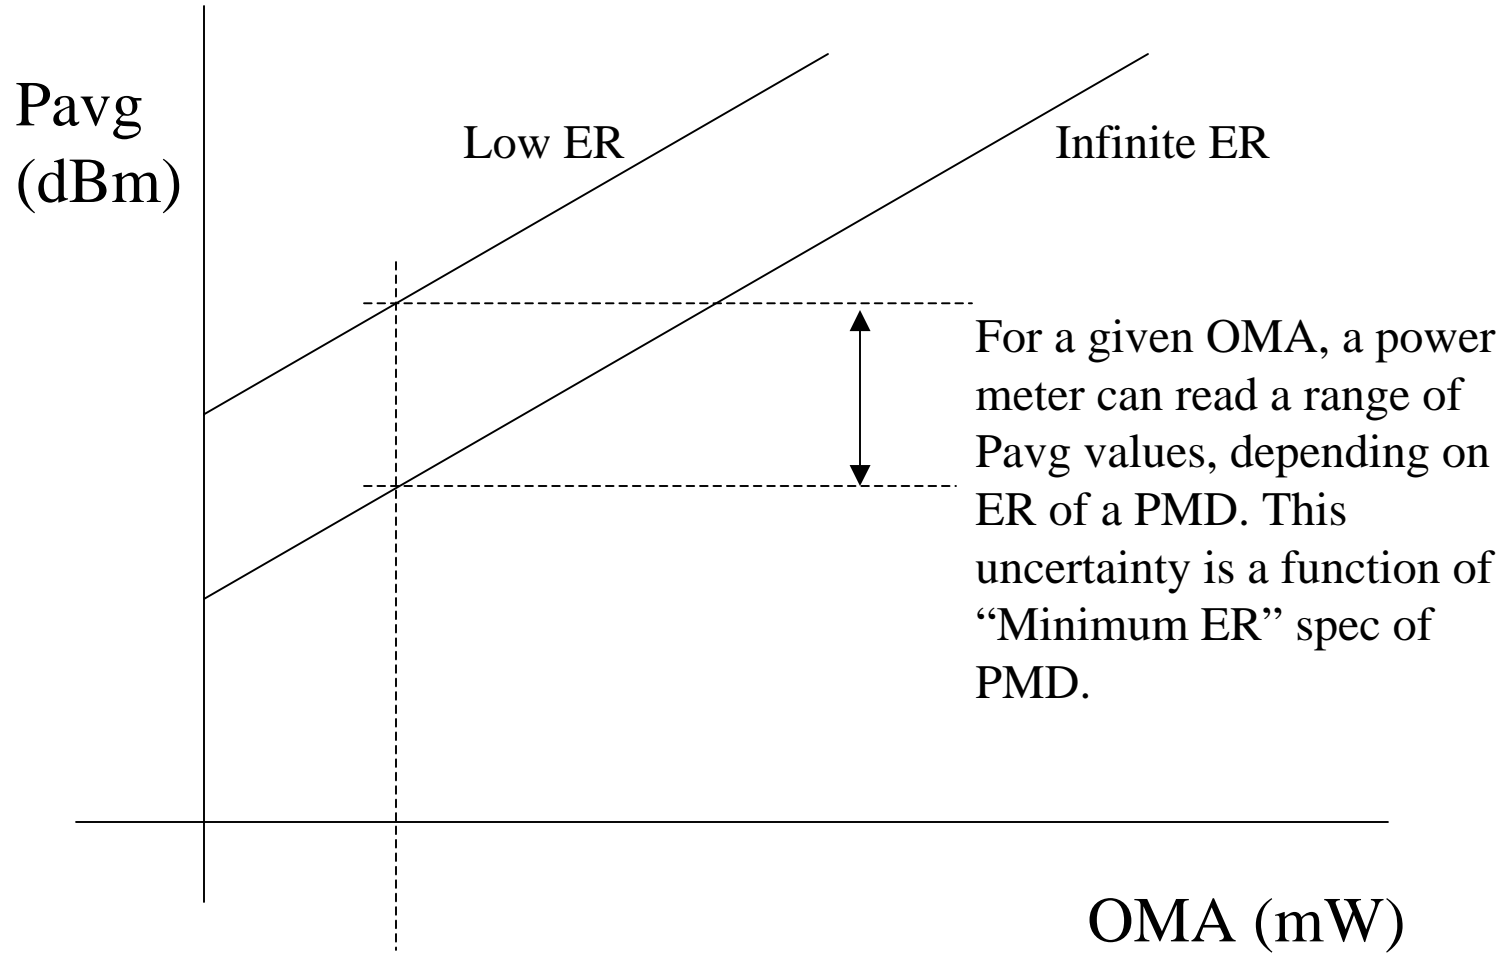 Pavg
(dBm)
Low ER
Infinite ER
For a given OMA, a power
meter can read a range of
Pavg values, depending on
ER of a PMD. This
uncertainty is a function of
“Minimum ER” spec of
PMD.
OMA (mW)